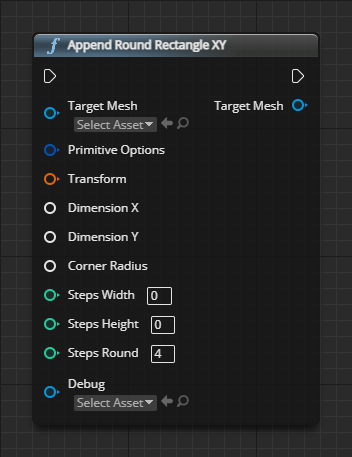 f Append Round Rectangle XY
Target Mesh Target Mesh
Select Asset
Primitive Options
Transform
Dimension X
Dimension Y
Corner Radius
Steps Width 0
Steps Height 0
Steps Round 4
Debug
Select Asset